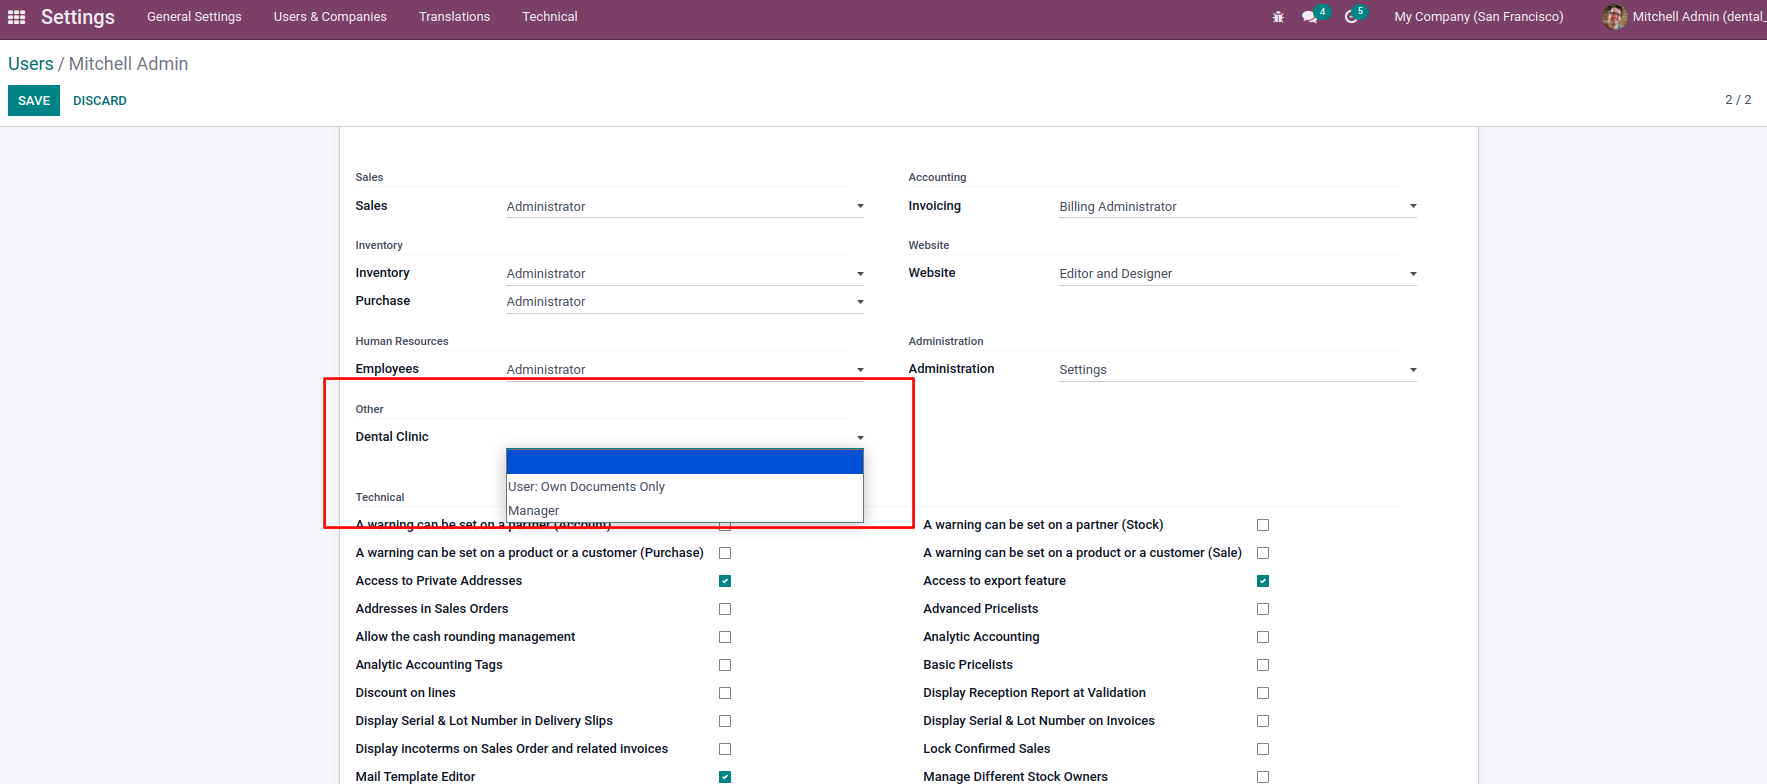 Settings General Settings Users & Companies Translations Technical 4 5 My Company (San Francisco) Mitchell Admin (dental_
Users / Mitchell Admin
SAVE DISCARD 2 / 2
Sales Accounting
Sales Administrator Invoicing Billing Administrator
Inventory Website
Inventory Administrator Website Editor and Designer
Purchase Administrator
Human Resources Administration
Employees Administrator Administration Settings
Other
Dental Clinic
User: Own Documents Only
Technical
Manager
A warning can be set on a partner (Account) A warning can be set on a partner (Stock)
A warning can be set on a product or a customer (Purchase) A warning can be set on a product or a customer (Sale)
Access to Private Addresses Access to export feature
Addresses in Sales Orders Advanced Pricelists
Allow the cash rounding management Analytic Accounting
Analytic Accounting Tags Basic Pricelists
Discount on lines Display Reception Report at Validation
Display Serial & Lot Number in Delivery Slips Display Serial & Lot Number on Invoices
Display incoterms on Sales Order and related invoices Lock Confirmed Sales
Mail Template Editor Manage Different Stock Owners